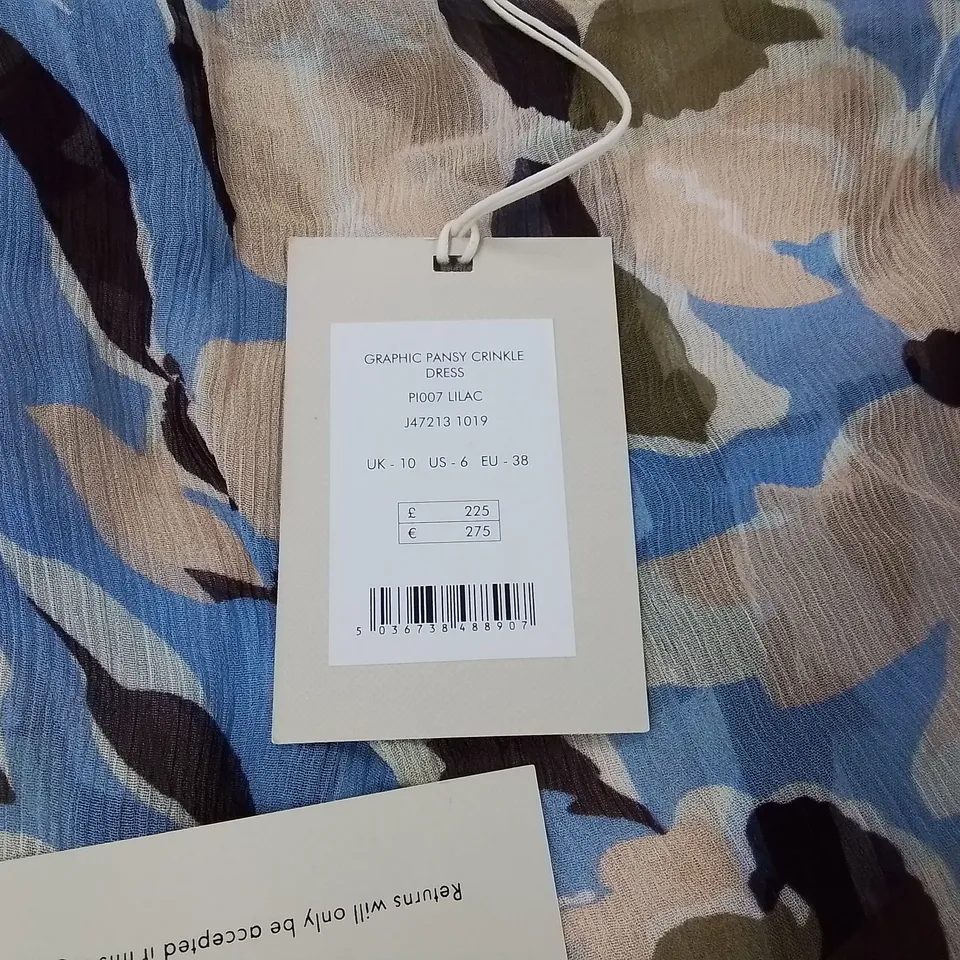 GRAPHIC PANSY CRINKLE
DRESS
PI007 LILAC
J47213 1019
UK - 10 US - 6 EU - 38
£ 225
€ 275
5 036738 488907
Returns will only be accepted if this